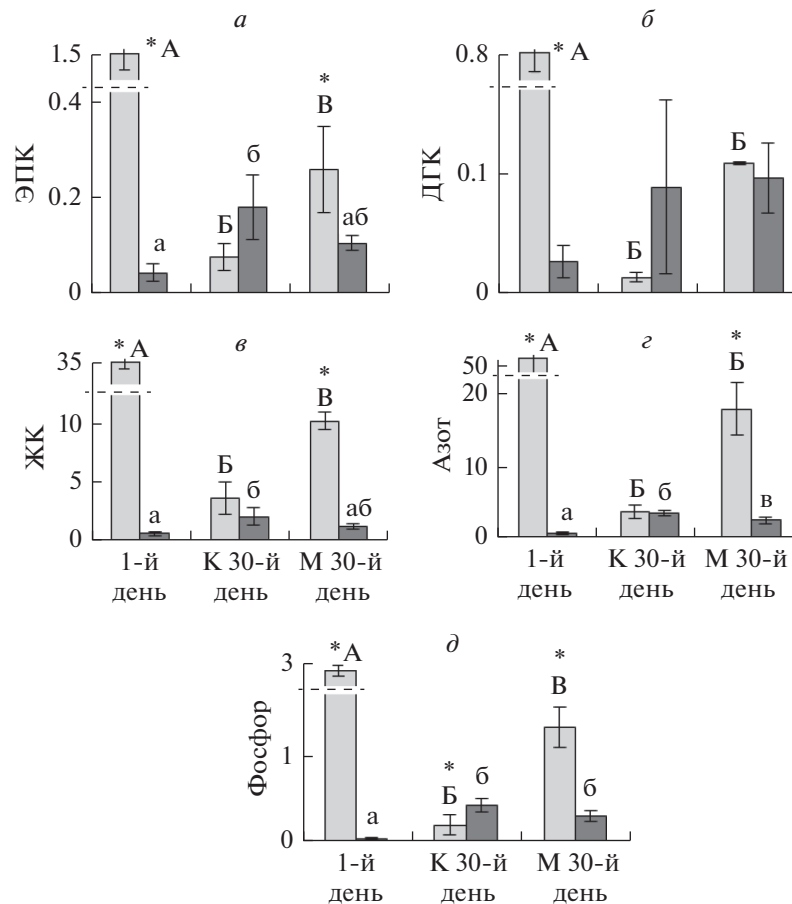 а
1.5
* А
0.4
ЭПК
*
В
б
0.2
Б
аб
а
0
б
0.8
* А
ДГК
0.1
Б
Б
0
в
35
* А
*
В
ЖК
10
5
Б
б
аб
а
0
1-й день
К 30-й день
М 30-й день
г
* А
*
50
Б
20
Азот
10
Б б
в
а
0
1-й день
К 30-й день
М 30-й день
д
3
*А
*
В
Фосфор
1
*
Б
б
б
а
0
1-й день
К 30-й день
М 30-й день